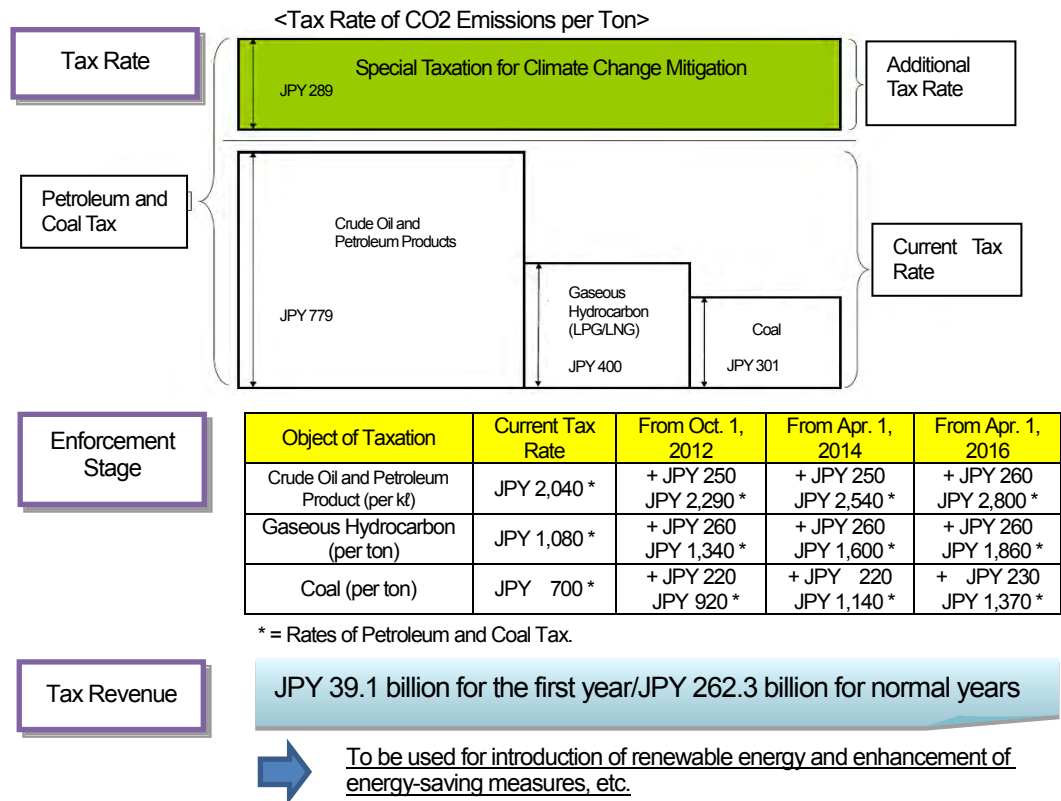 <Tax Rate of CO2 Emissions per Ton>
Tax Rate
Special Taxation for Climate Change Mitigation
JPY 289
Additional
Tax Rate
Petroleum and
Coal Tax
Crude Oil and
Petroleum Products
JPY 779
Gaseous
Hydrocarbon
(LPG/LNG)
JPY 400
Coal
JPY 301
Current Tax
Rate
Enforcement
Stage
Object of Taxation
Current Tax
Rate
From Oct. 1,
2012
From Apr. 1,
2014
From Apr. 1,
2016
Crude Oil and Petroleum
Product (per kℓ)
JPY 2,040 *
+ JPY 250
JPY 2,290 *
+ JPY 250
JPY 2,540 *
+ JPY 260
JPY 2,800 *
Gaseous Hydrocarbon
(per ton)
JPY 1,080 *
+ JPY 260
JPY 1,340 *
+ JPY 260
JPY 1,600 *
+ JPY 260
JPY 1,860 *
Coal (per ton)
JPY 700 *
+ JPY 220
JPY 920 *
+ JPY 220
JPY 1,140 *
+ JPY 230
JPY 1,370 *
* = Rates of Petroleum and Coal Tax.
Tax Revenue
JPY 39.1 billion for the first year/JPY 262.3 billion for normal years
To be used for introduction of renewable energy and enhancement of
energy-saving measures, etc.